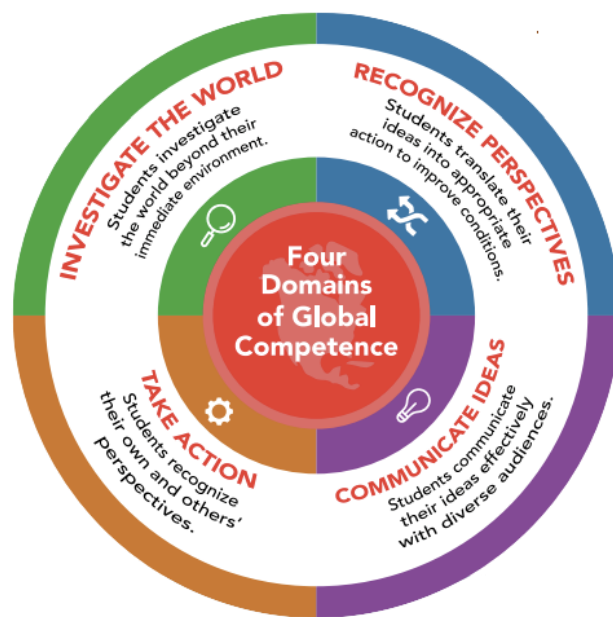 Four
Domains
of Global
Competence
INVESTIGATE THE WORLD
Students investigate
the world beyond their
immediate environment.
RECOGNIZE PERSPECTIVES
Students translate their
ideas into appropriate
action to improve conditions.
COMMUNICATE IDEAS
Students communicate
their ideas effectively
with diverse audiences.
TAKE ACTION
Students recognize
their own and others’
perspectives.